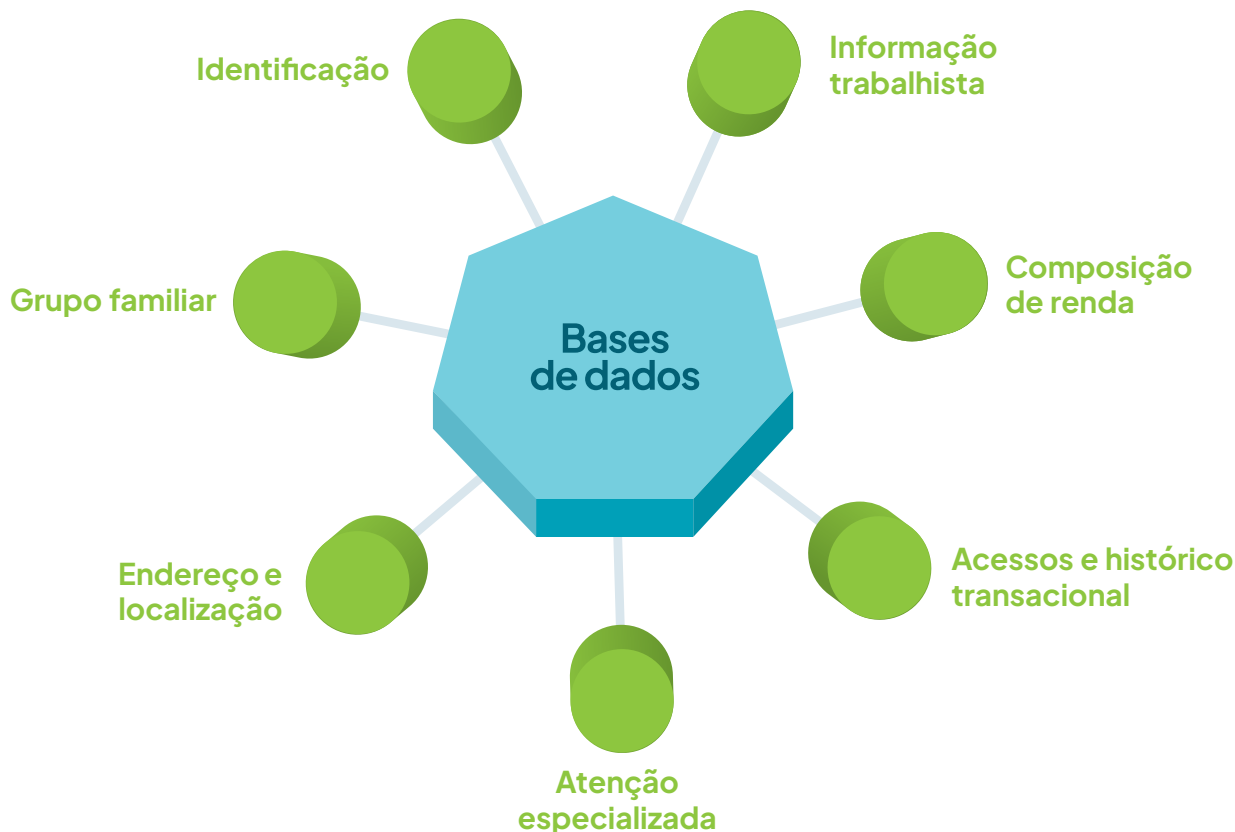 Identificação
Informação
trabalhista
Grupo familiar
Composição
de renda
Bases
de dados
Endereço e
localização
Acessos e histórico
transacional
Atenção
especializada